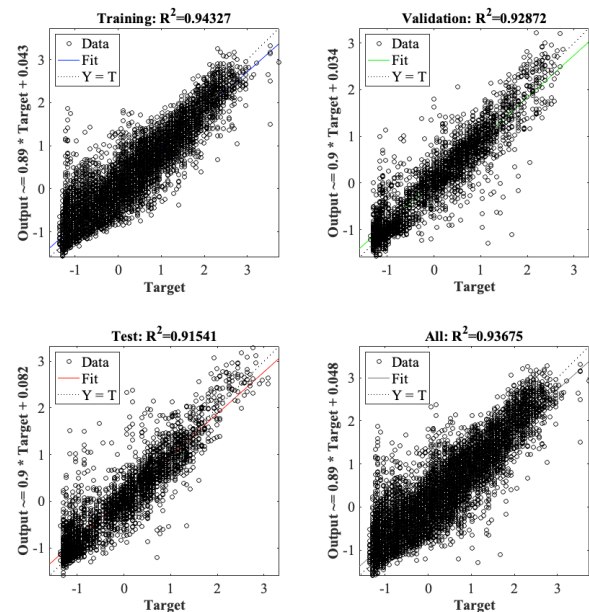 Training: R²=0.94327
Output ~= 0.89 * Target + 0.043
Data
Fit
Y = T
3
2
1
0
-1
-1 0 1 2 3
Target
Validation: R²=0.92872
Output ~= 0.9 * Target + 0.034
Data
Fit
Y = T
3
2
1
0
-1
-1 0 1 2 3
Target
Test: R²=0.91541
Output ~= 0.9 * Target + 0.082
Data
Fit
Y = T
3
2
1
0
-1
-1 0 1 2 3
Target
All: R²=0.93675
Output ~= 0.89 * Target + 0.048
Data
Fit
Y = T
3
2
1
0
-1
-1 0 1 2 3
Target